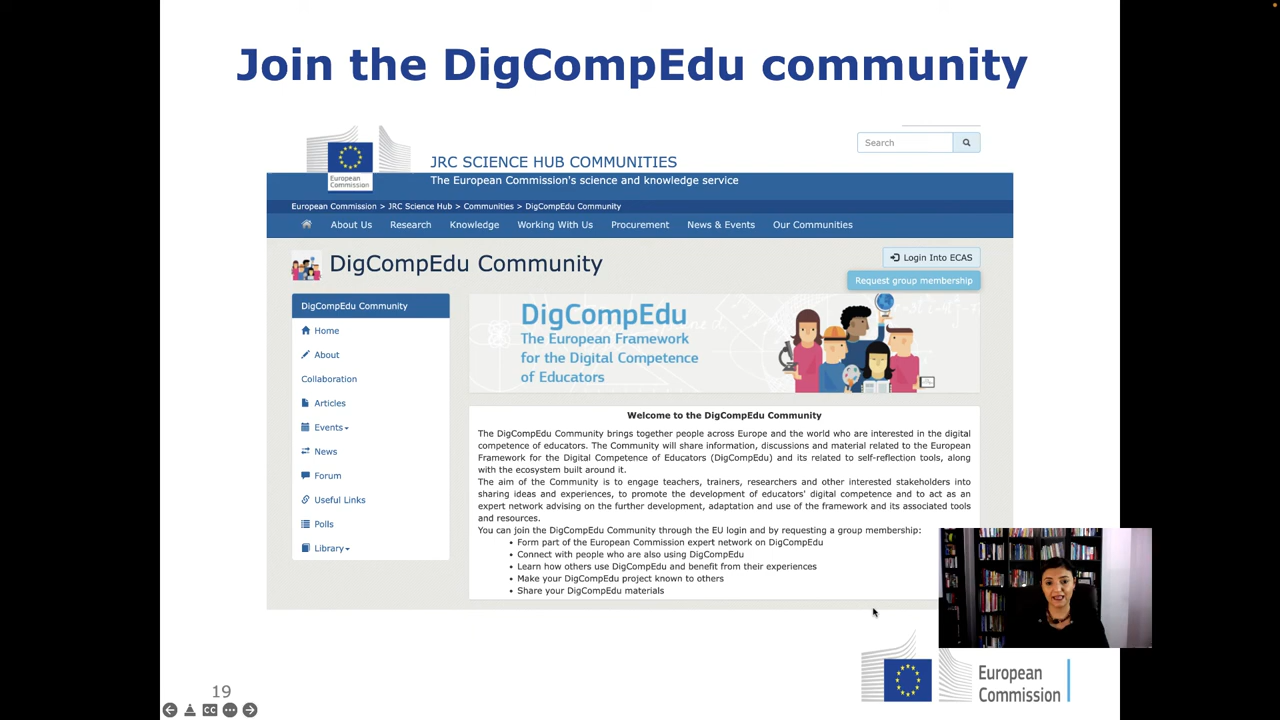 Join the DigCompEdu community
European
Commission
JRC SCIENCE HUB COMMUNITIES
The European Commission's science and knowledge service
Search
European Commission > JRC Science Hub > Communities > DigCompEdu Community
About Us Research Knowledge Working With Us Procurement News & Events Our Communities
DigCompEdu Community
Login Into ECAS
Request group membership
DigCompEdu Community
Home
About
Collaboration
Articles
Events
News
Forum
Useful Links
Polls
Library
DigCompEdu
The European Framework
for the Digital Competence
of Educators
Welcome to the DigCompEdu Community
The DigCompEdu Community brings together people across Europe and the world who are interested in the digital
competence of educators. The Community will share information, discussions and material related to the European
Framework for the Digital Competence of Educators (DigCompEdu) and its related to self-reflection tools, along
with the ecosystem built around it.
The aim of the Community is to engage teachers, trainers, researchers and other interested stakeholders into
sharing ideas and experiences, to promote the development of educators' digital competence and to act as an
expert network advising on the further development, adaptation and use of the framework and its associated tools
and resources.
You can join the DigCompEdu Community through the EU login and by requesting a group membership:
• Form part of the European Commission expert network on DigCompEdu
• Connect with people who are also using DigCompEdu
• Learn how others use DigCompEdu and benefit from their experiences
• Make your DigCompEdu project known to others
• Share your DigCompEdu materials
European
Commission
19
CC